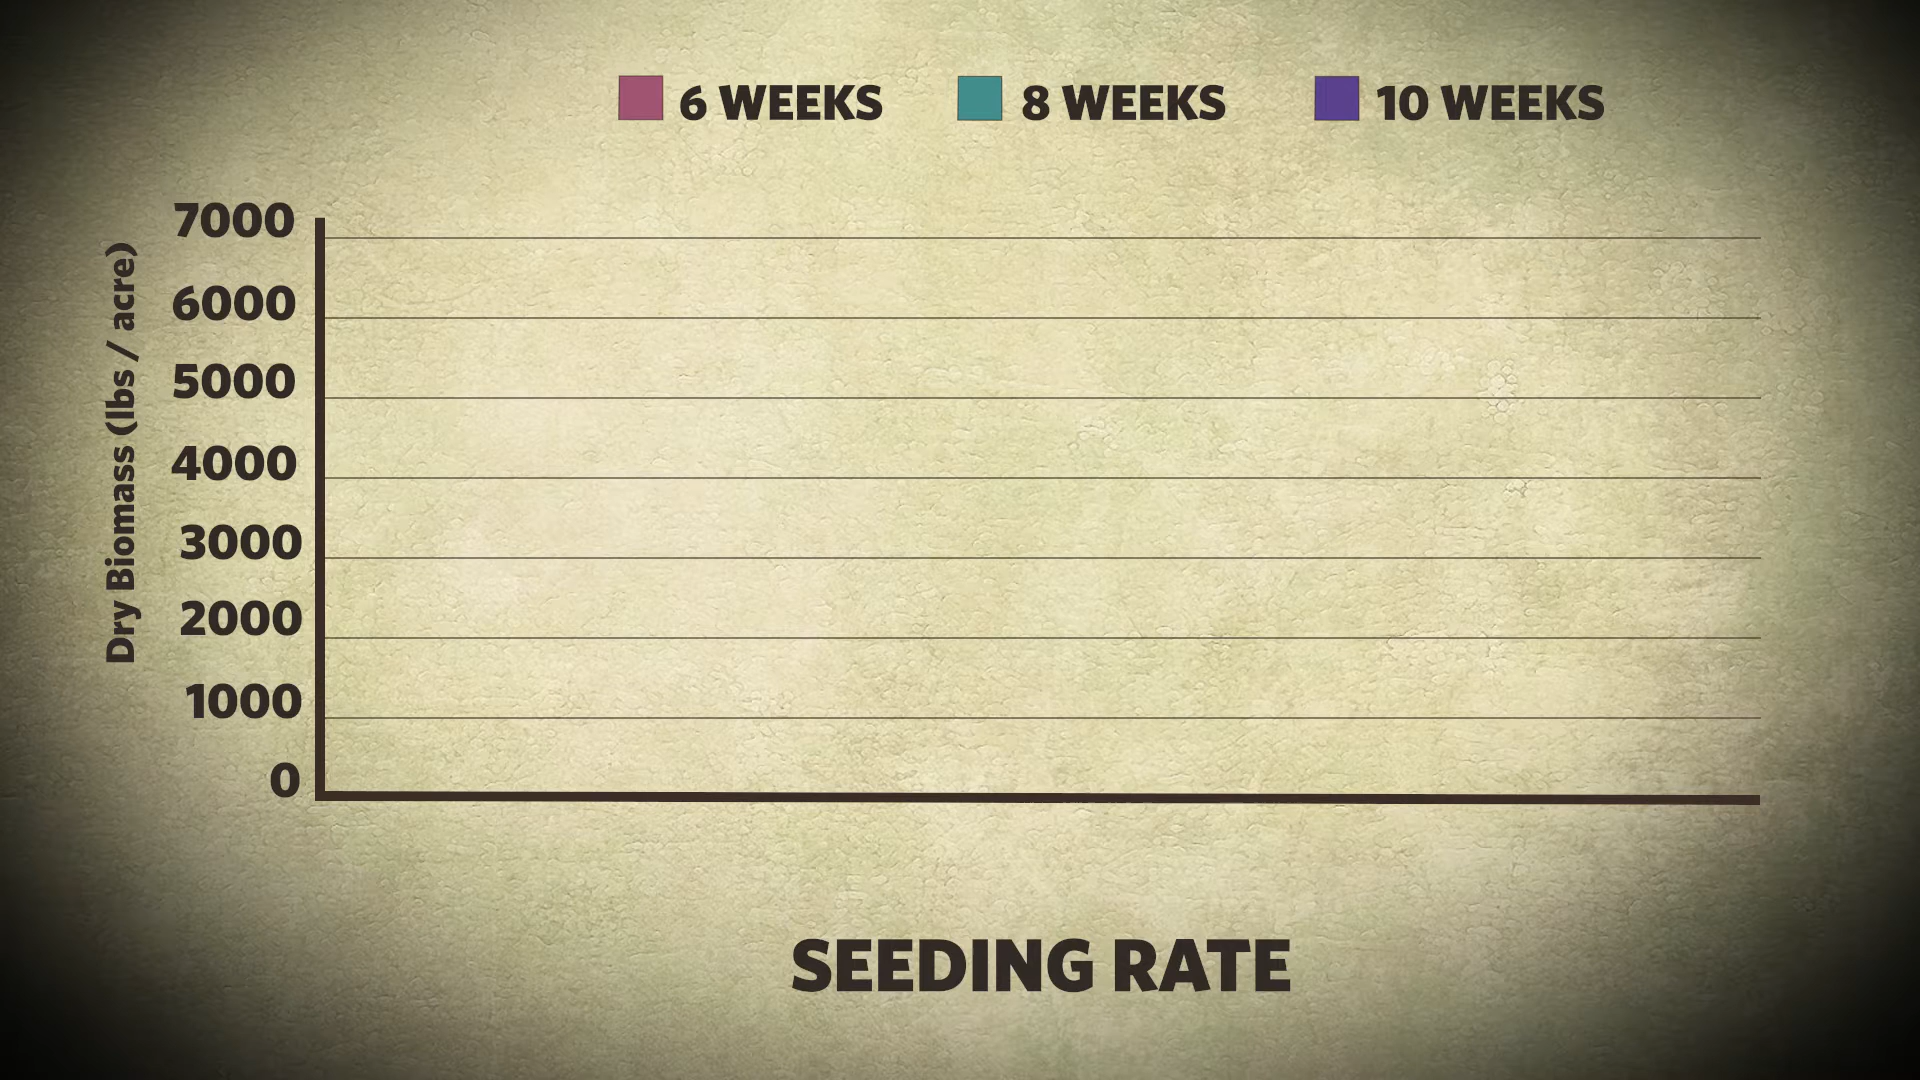 6 WEEKS
8 WEEKS
10 WEEKS
7000
6000
5000
4000
3000
2000
1000
0
Dry Biomass (lbs / acre)
SEEDING RATE